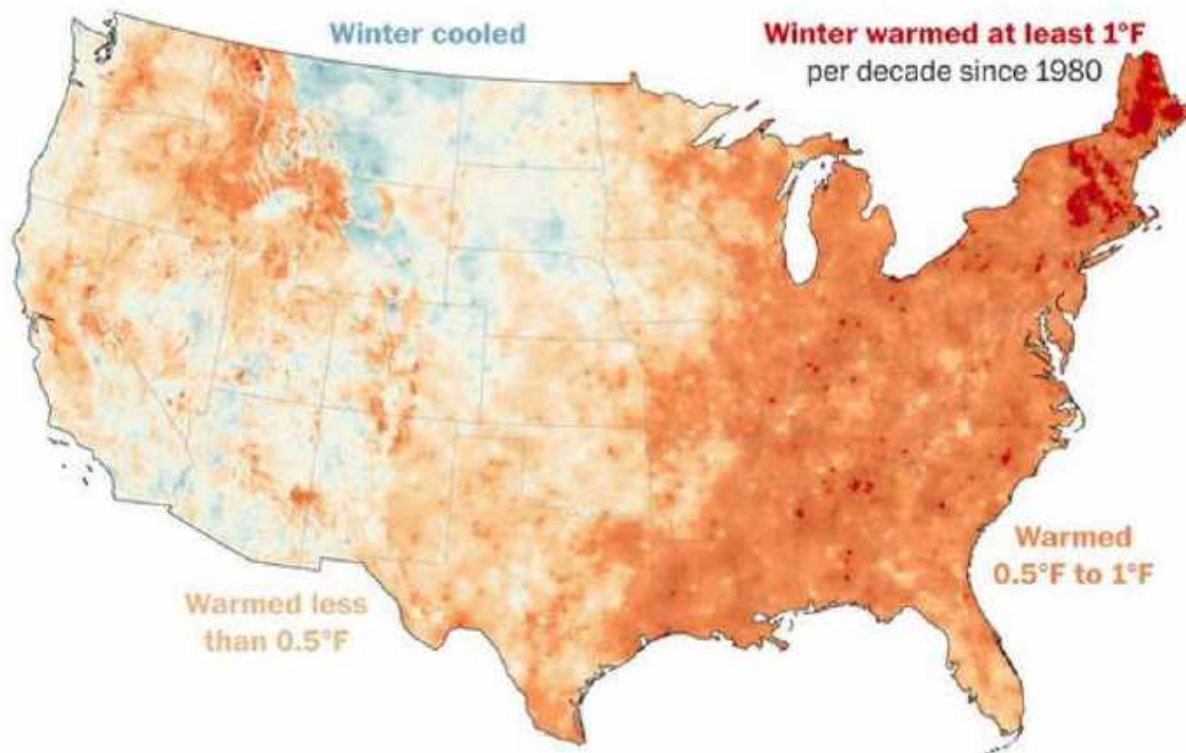 Winter cooled
Winter warmed at least 1°F
per decade since 1980
Warmed
0.5°F to 1°F
Warmed less
than 0.5°F